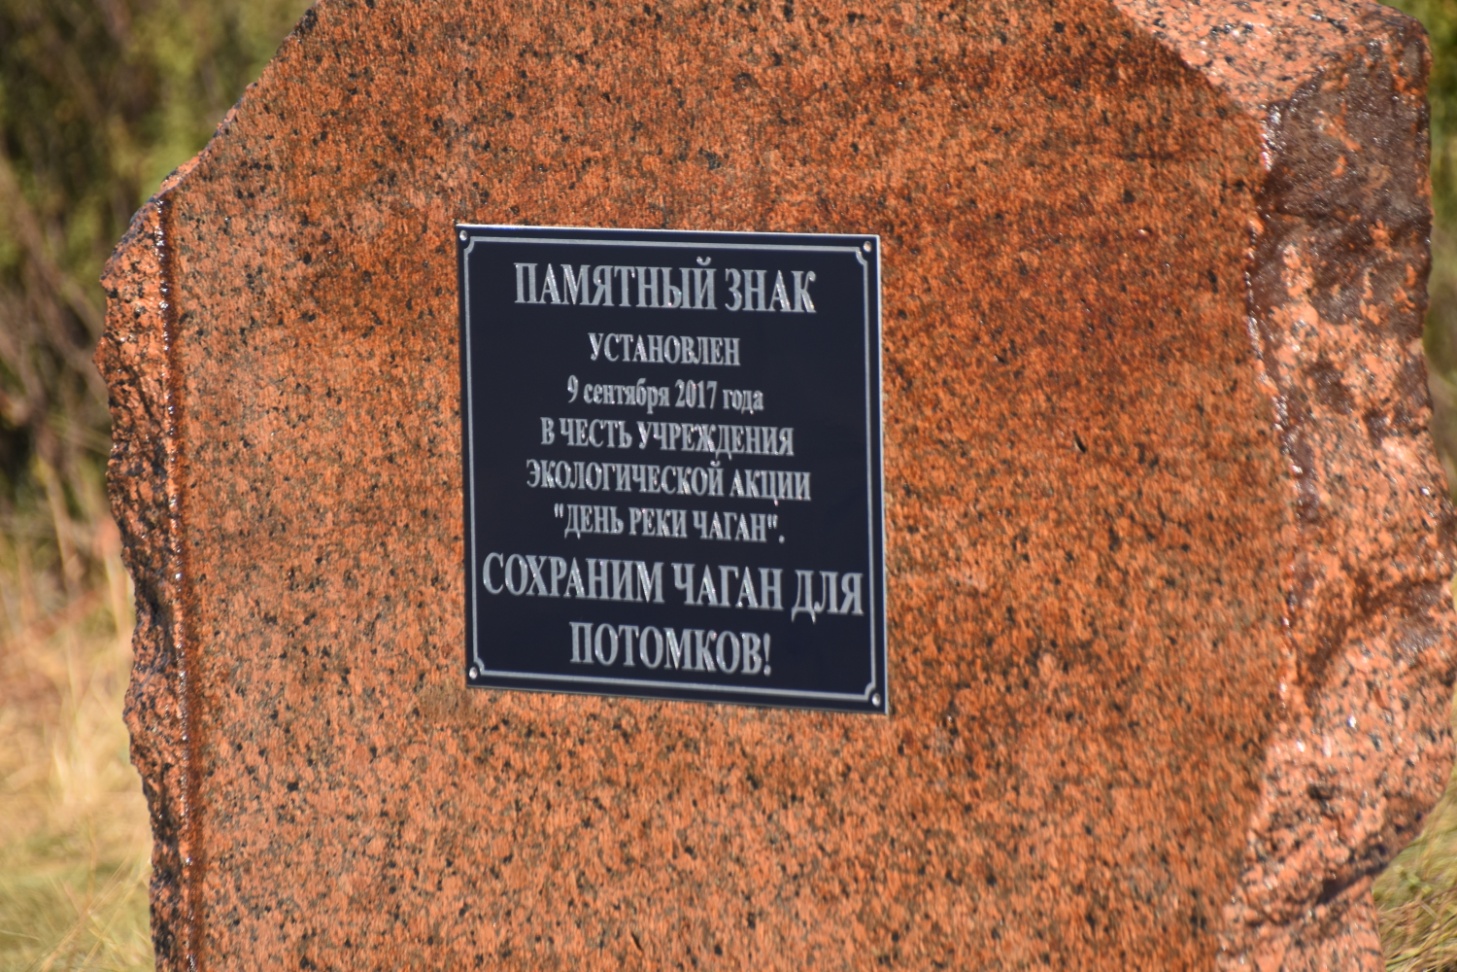 ПАМЯТНЫЙ ЗНАК
УСТАНОВЛЕН
9 сентября 2017 года
В ЧЕСТЬ УЧРЕЖДЕНИЯ
ЭКОЛОГИЧЕСКОЙ АКЦИИ
"ДЕНЬ РЕКИ ЧАГАН".
СОХРАНИМ ЧАГАН ДЛЯ
ПОТОМКОВ!